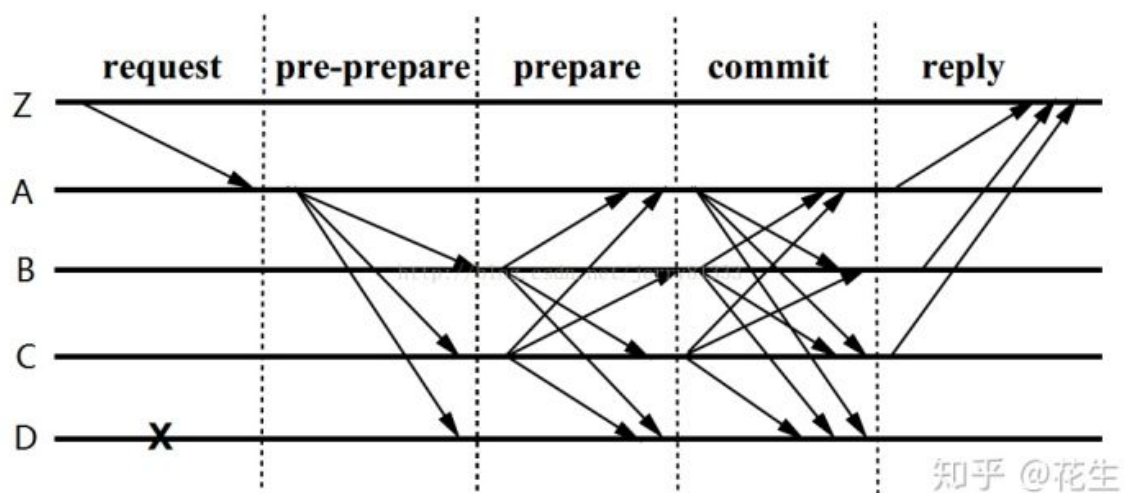 request pre-prepare prepare commit reply
Z
A
B
C
D X
知乎 @花生